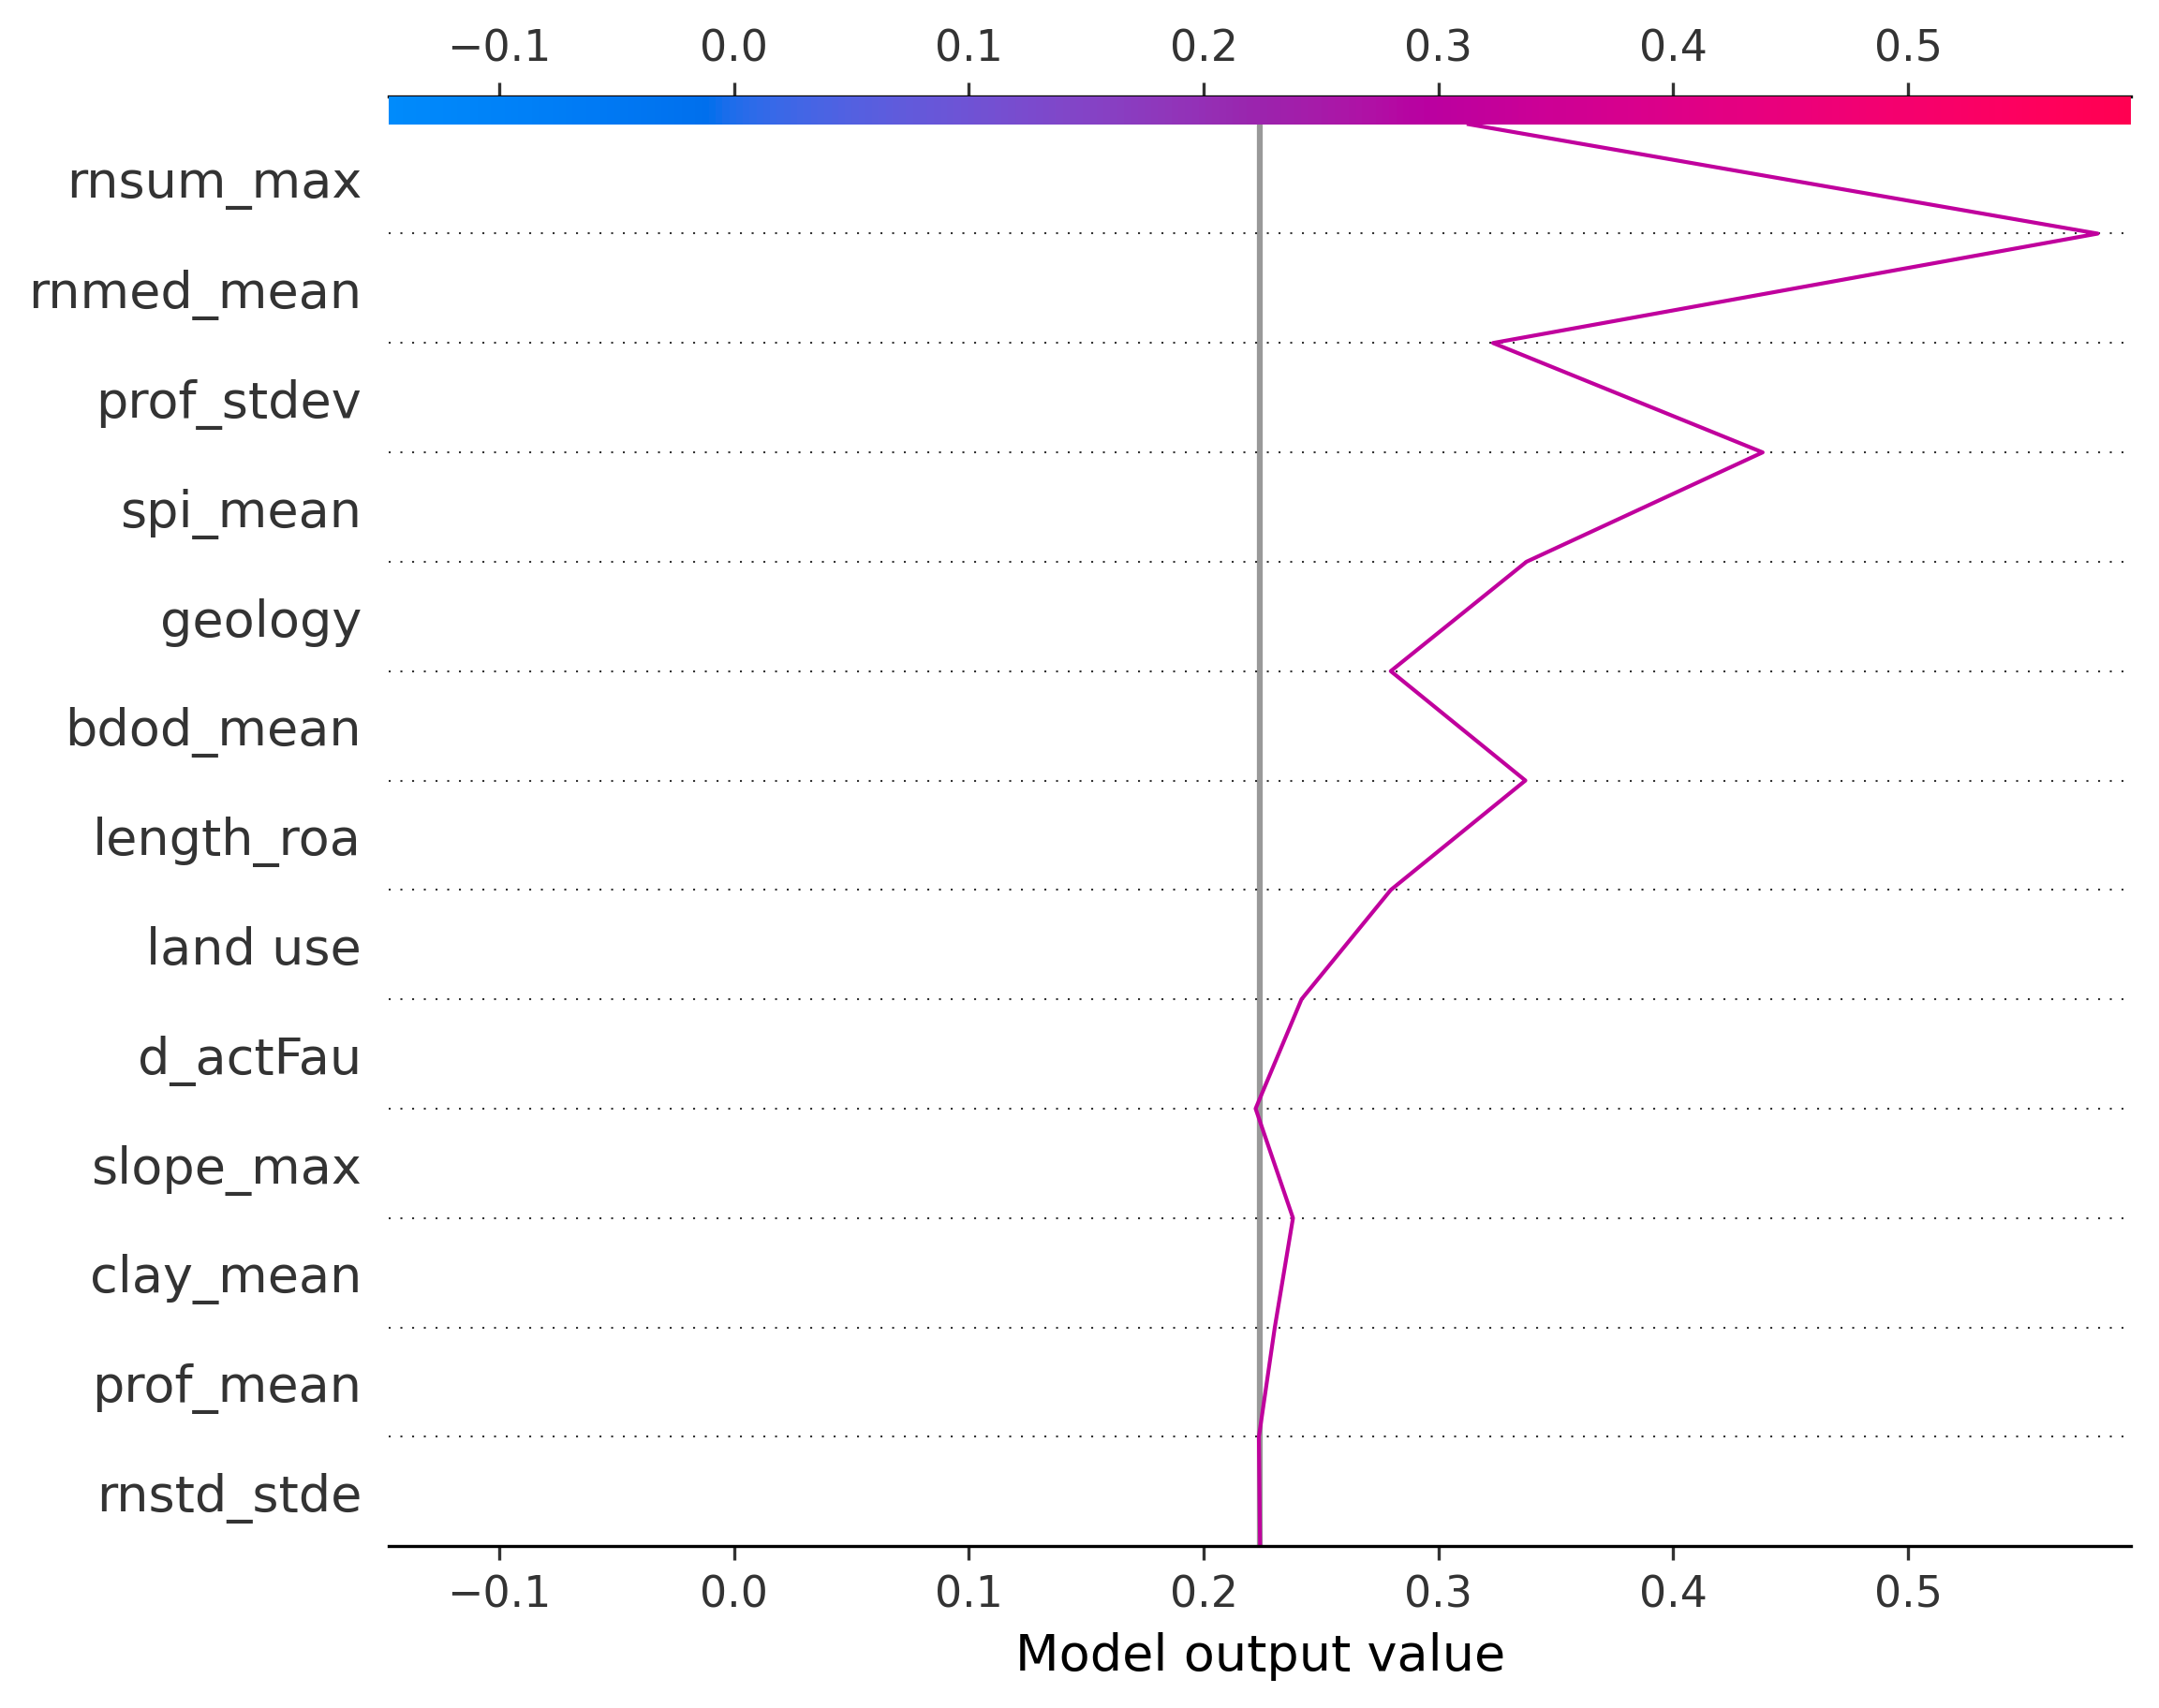 −0.1 0.0 0.1 0.2 0.3 0.4 0.5
rnsum_max
rnmed_mean
prof_stdev
spi_mean
geology
bdod_mean
length_roa
land use
d_actFau
slope_max
clay_mean
prof_mean
rnstd_stde
−0.1 0.0 0.1 0.2 0.3 0.4 0.5
Model output value